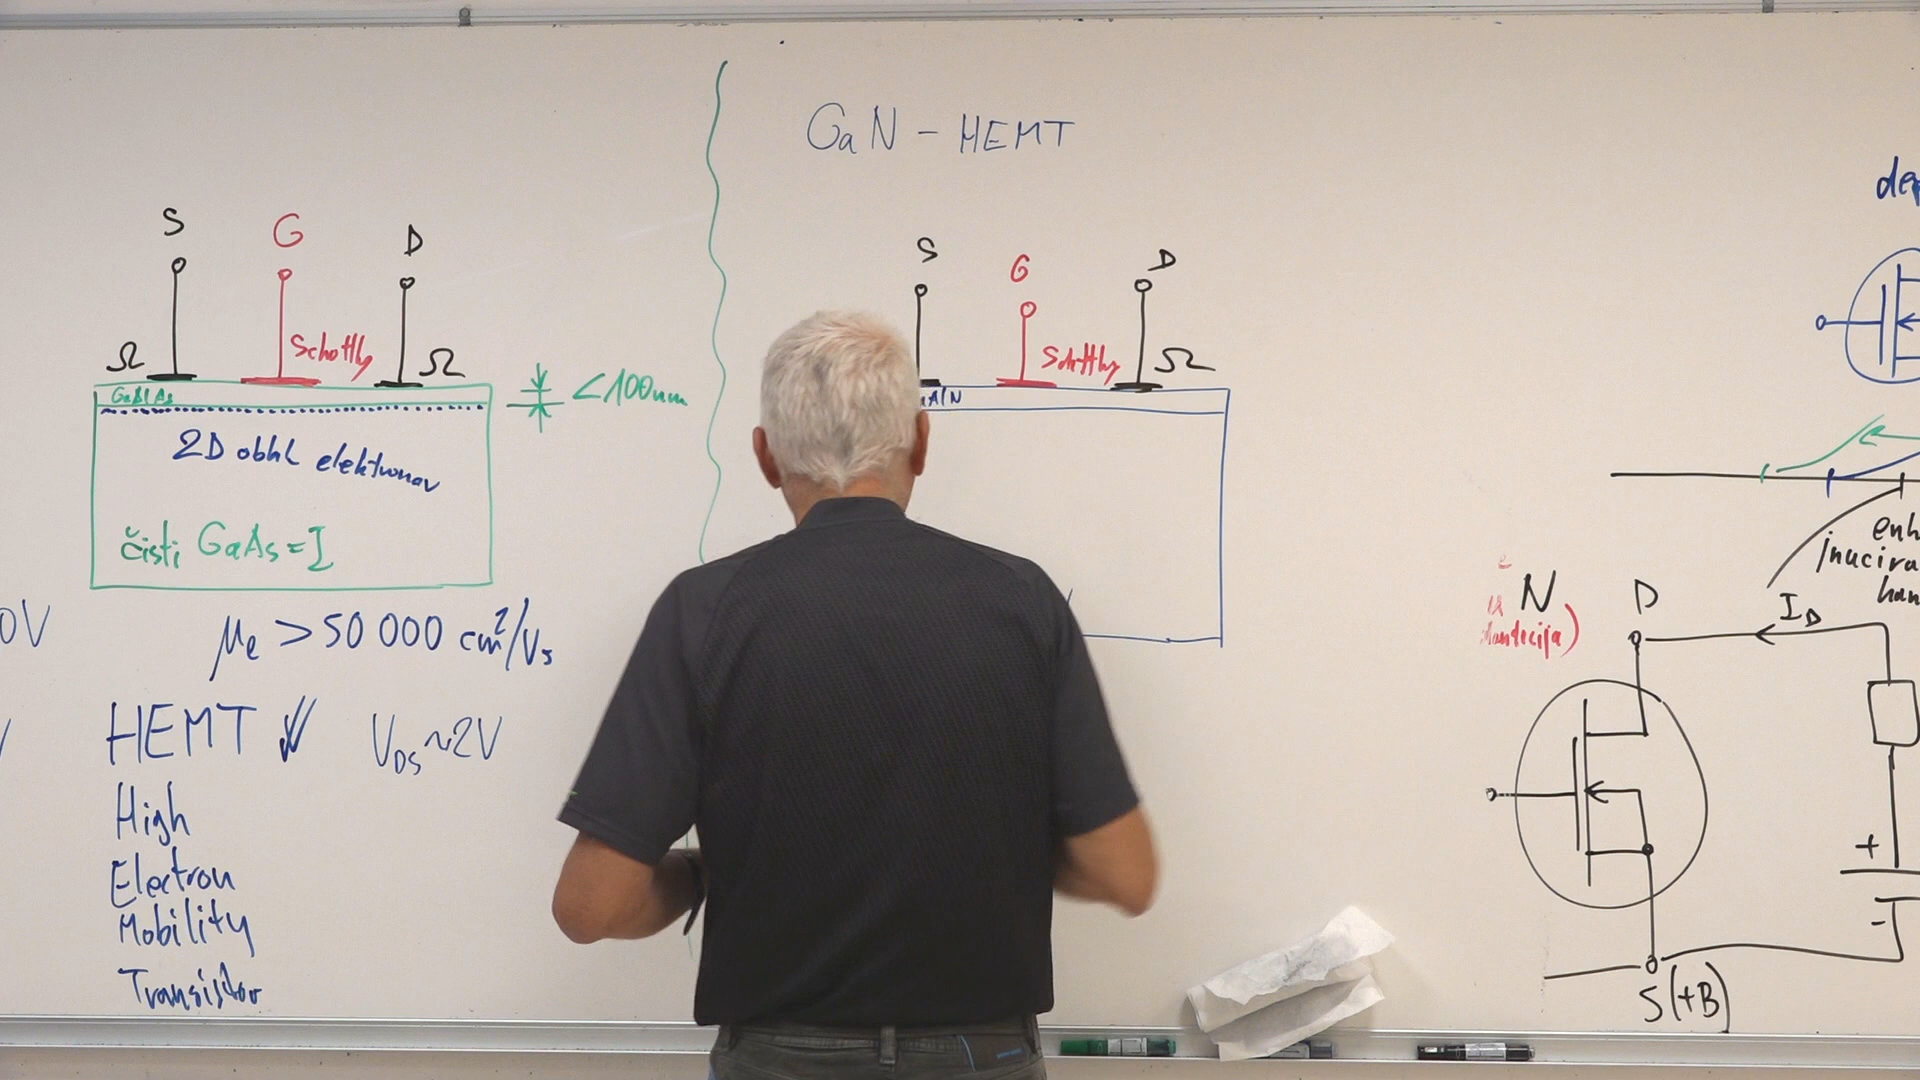 S
G
D
Ω
Schottky
Ω
GaAlAs
<100nm
2D oblak elektronov
čisti GaAs = I
μe > 50 000 cm²/Vs
HEMT
VDS ~ 2V
High
Electron
Mobility
Transistor
GaN - HEMT
S
G
D
Schottky
Ω
AlN
N
D
ID
+
-
S(+B)